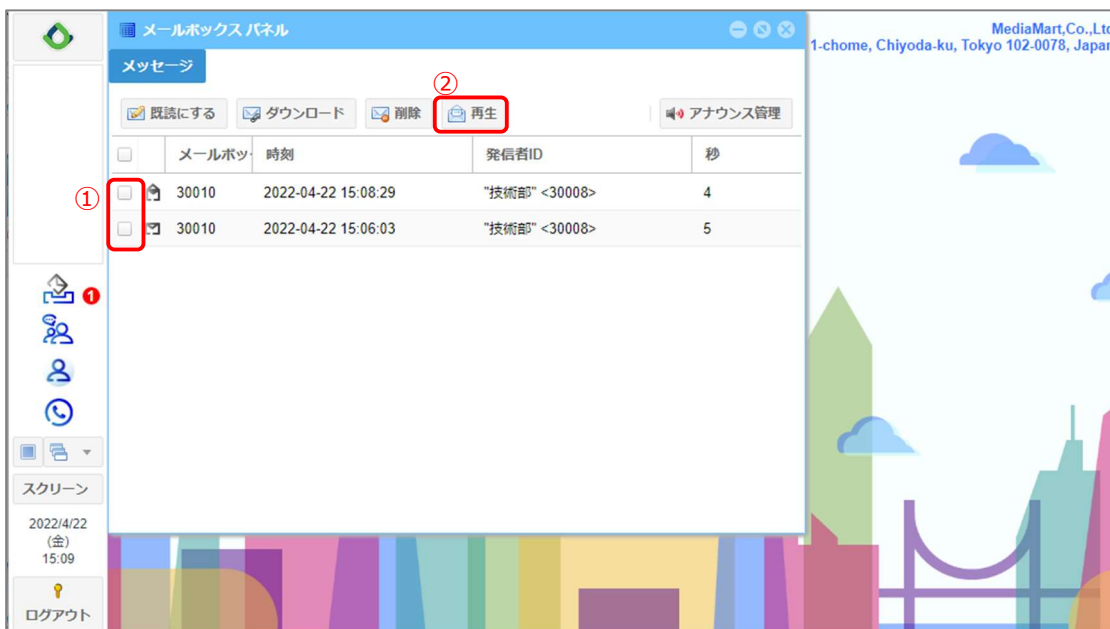 メールボックス パネル
MediaMart,Co.,Ltd
1-chome, Chiyoda-ku, Tokyo 102-0078, Japan
メッセージ
②
既読にする ダウンロード 削除 再生 アナウンス管理
メールボッ 時刻 発信者ID 秒
①
30010 2022-04-22 15:08:29 "技術部" <30008> 4
30010 2022-04-22 15:06:03 "技術部" <30008> 5
1
スクリーン
2022/4/22
(金)
15:09
ログアウト